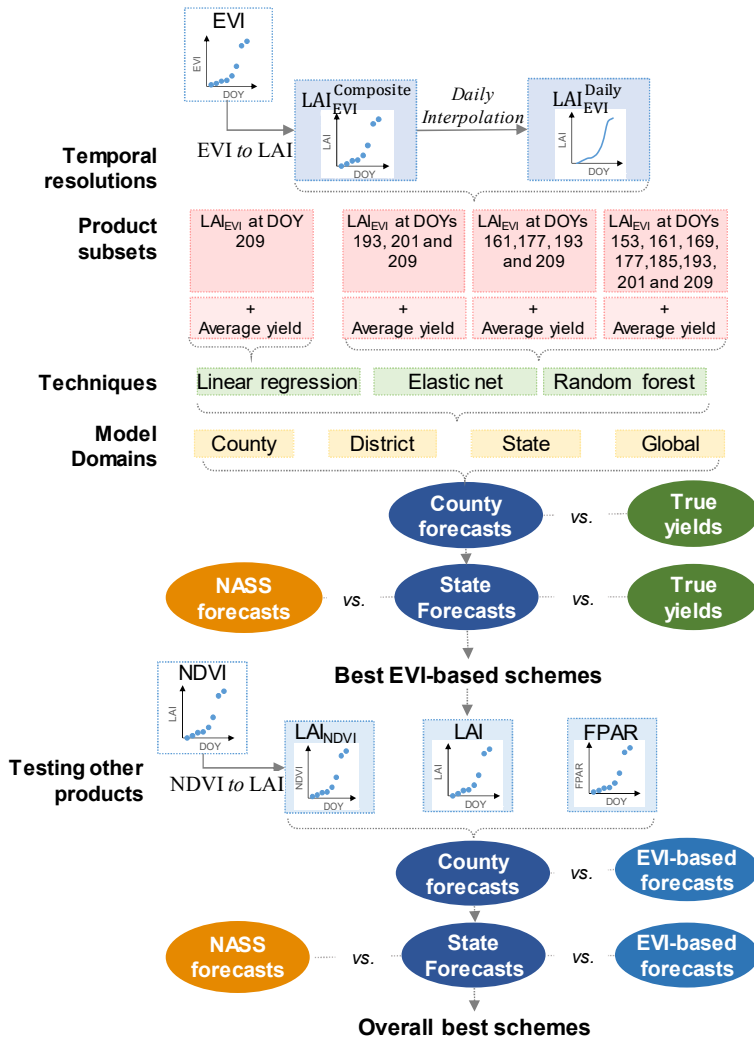 EVI
EVI
DOY
EVI to LAI
LAI EVI Composite
LAI
DOY
Daily
Interpolation
LAI EVI Daily
LAI
DOY
Temporal
resolutions
Product
subsets
LAIEVI at DOY
209
LAIEVI at DOYs
193, 201 and
209
LAIEVI at DOYs
161,177, 193
and 209
LAIEVI at DOYs
153, 161, 169,
177,185,193,
201 and 209
+
Average yield
+
Average yield
+
Average yield
+
Average yield
Techniques
Linear regression
Elastic net
Random forest
Model
Domains
County
District
State
Global
County
forecasts
vs.
True
yields
NASS
forecasts
vs.
State
Forecasts
vs.
True
yields
Best EVI-based schemes
NDVI
LAI
DOY
NDVI to LAI
Testing other
products
LAINDVI
NDVI
DOY
LAI
LAI
DOY
FPAR
FPAR
DOY
County
forecasts
vs.
EVI-based
forecasts
NASS
forecasts
vs.
State
Forecasts
vs.
EVI-based
forecasts
Overall best schemes